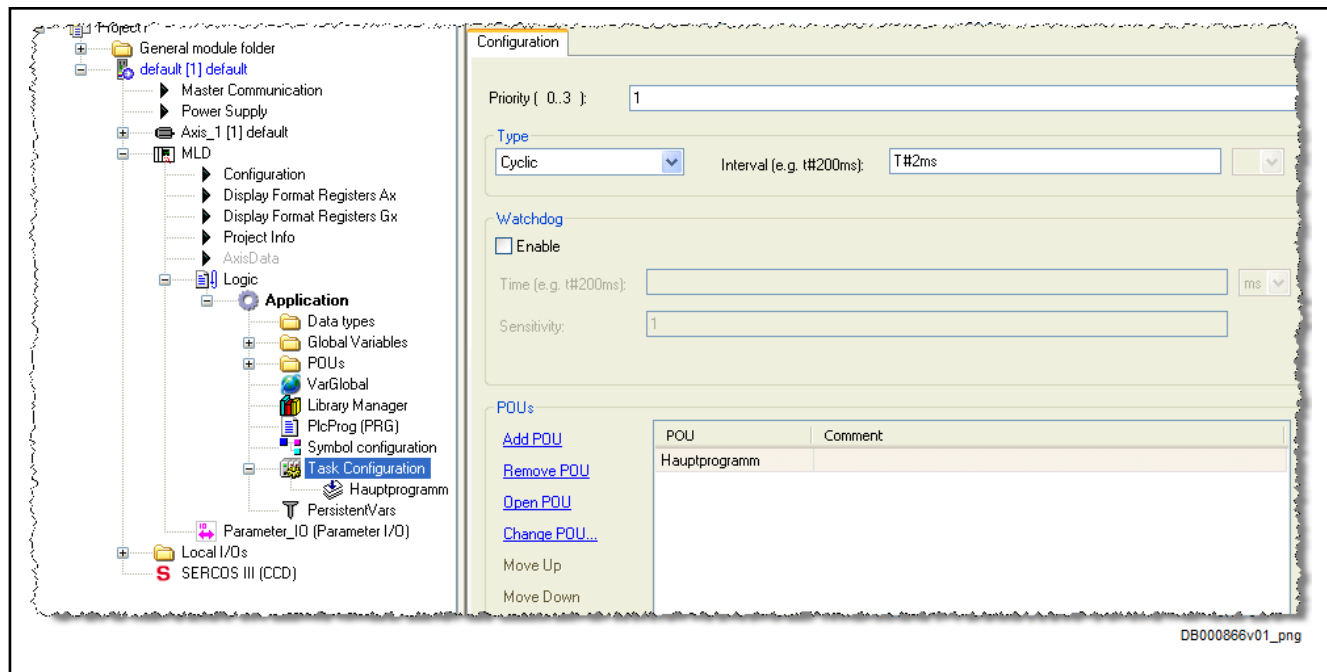 Project r
General module folder
default [1] default
Master Communication
Power Supply
Axis_1 [1] default
MLD
Configuration
Display Format Registers Ax
Display Format Registers Gx
Project Info
AxisData
Logic
Application
Data types
Global Variables
POUs
VarGlobal
Library Manager
PlcProg (PRG)
Symbol configuration
Task Configuration
Hauptprogramm
PersistentVars
Parameter_IO (Parameter I/O)
Local I/Os
S SERCOS III (CCD)
Configuration
Priority ( 0..3 ): 1
Type
Cyclic Interval (e.g. t#200ms): T#2ms
Watchdog
Enable
Time (e.g. t#200ms): ms
Sensitivity: 1
POUs
Add POU
Remove POU
Open POU
Change POU...
Move Up
Move Down
POU Comment
Hauptprogramm
DB000866v01_png